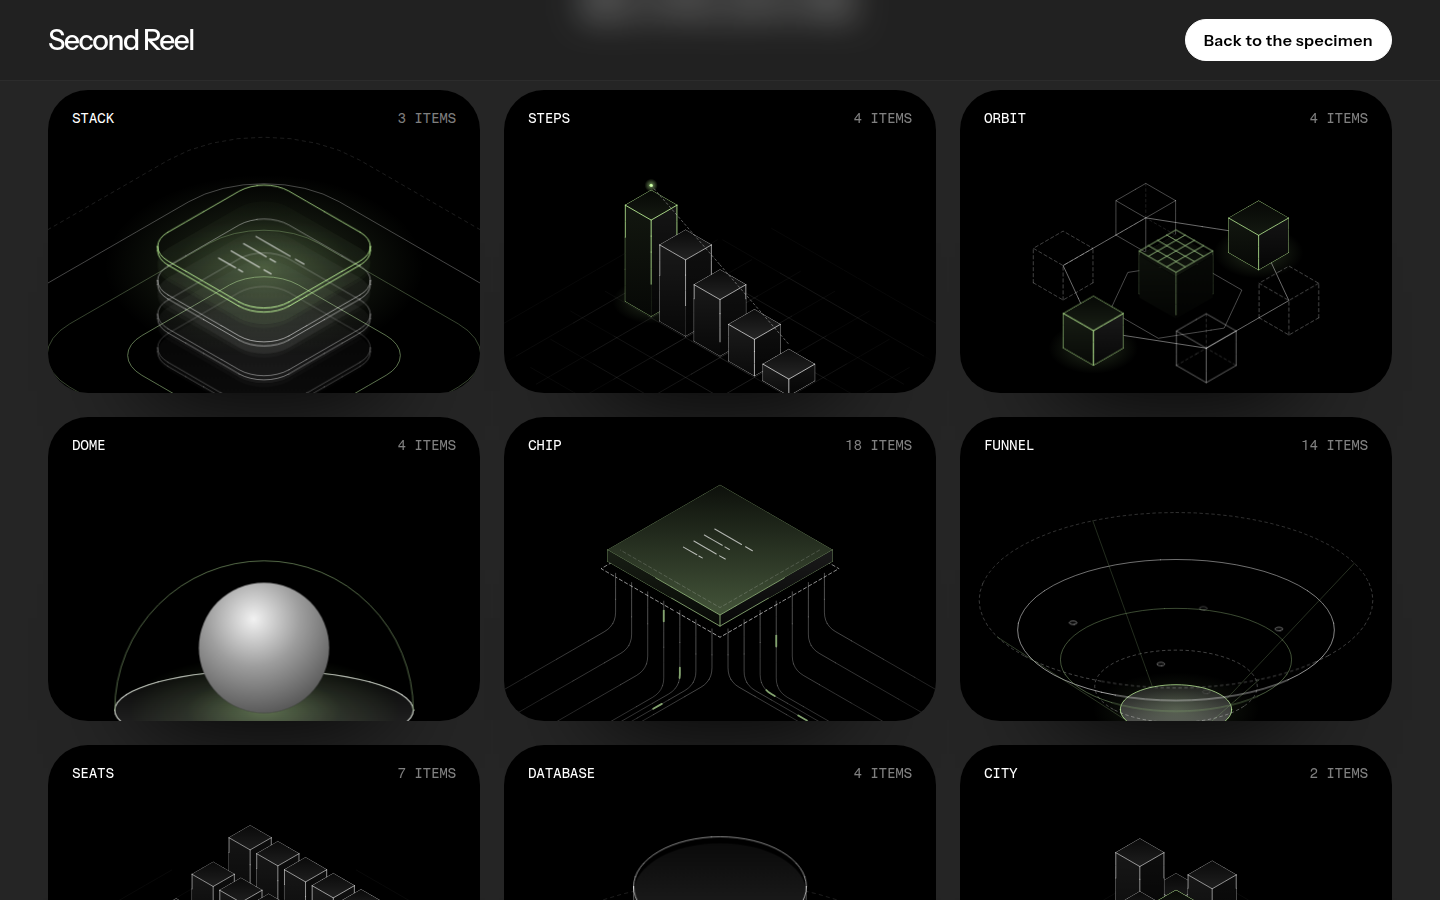 Second Reel
Back to the specimen
STACK
3 ITEMS
STEPS
4 ITEMS
ORBIT
4 ITEMS
DOME
4 ITEMS
CHIP
18 ITEMS
FUNNEL
14 ITEMS
SEATS
7 ITEMS
DATABASE
4 ITEMS
CITY
2 ITEMS